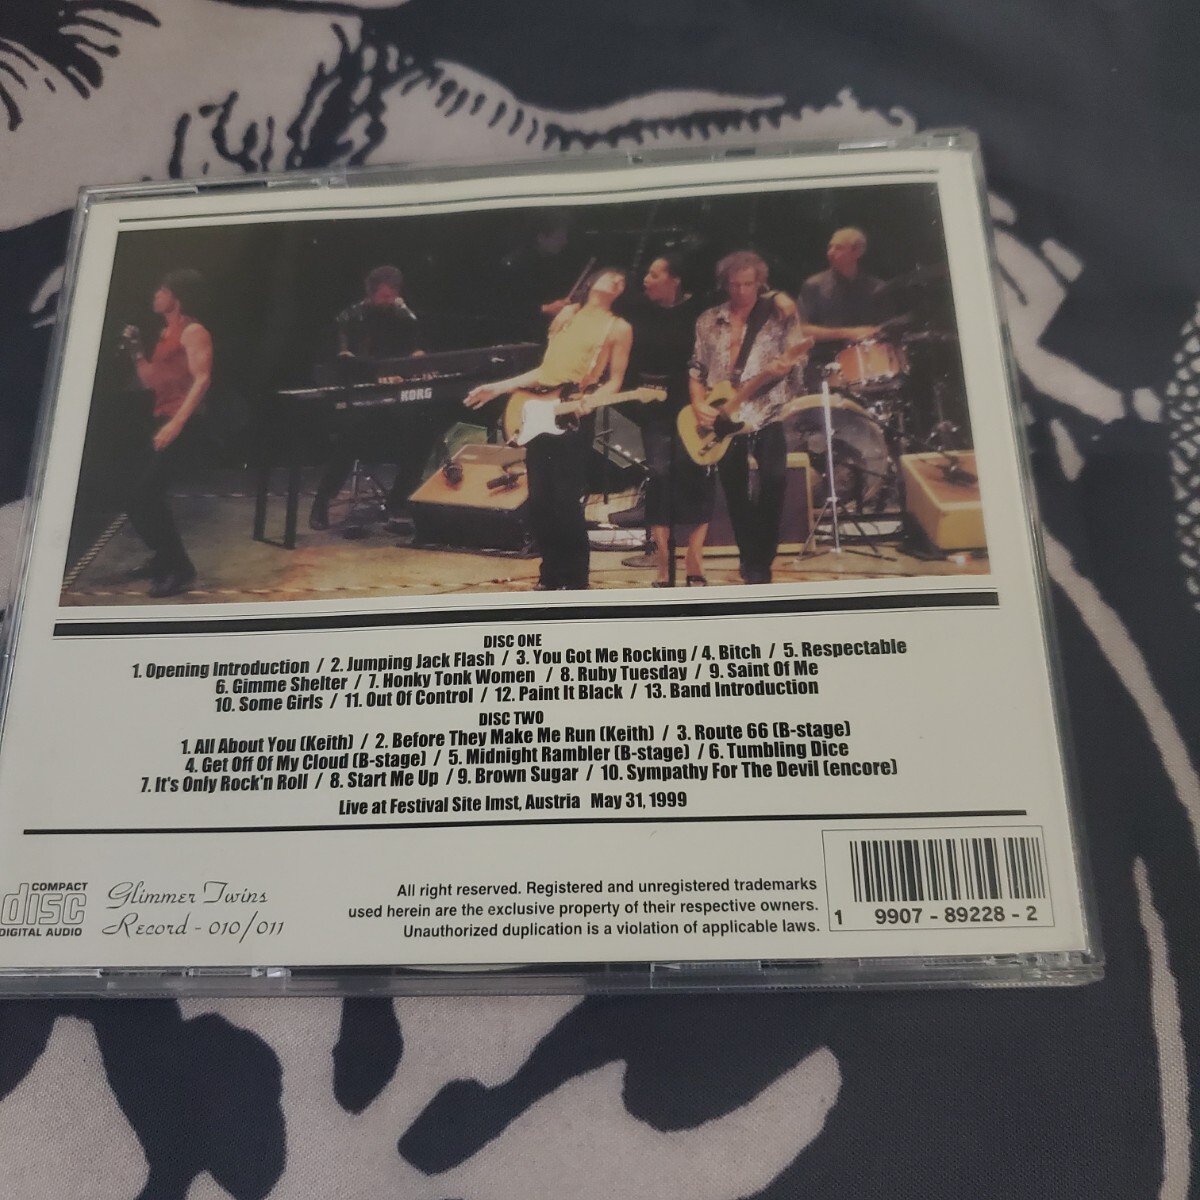 KORG
DISC ONE
1. Opening Introduction / 2. Jumping Jack Flash / 3. You Got Me Rocking / 4. Bitch / 5. Respectable
6. Gimme Shelter / 7. Honky Tonk Women / 8. Ruby Tuesday / 9. Saint Of Me
10. Some Girls / 11. Out Of Control / 12. Paint It Black / 13. Band Introduction
DISC TWO
1. All About You (Keith) / 2. Before They Make Me Run (Keith) / 3. Route 66 (B-stage)
4. Get Off Of My Cloud (B-stage) / 5. Midnight Rambler (B-stage) / 6. Tumbling Dice
7. It's Only Rock'n Roll / 8. Start Me Up / 9. Brown Sugar / 10. Sympathy For The Devil (encore)
Live at Festival Site Imst, Austria May 31, 1999
COMPACT
disc
DIGITAL AUDIO
Glimmer Twins
Record - 010/011
All right reserved. Registered and unregistered trademarks
used herein are the exclusive property of their respective owners.
Unauthorized duplication is a violation of applicable laws.
1 9907 - 89228 - 2